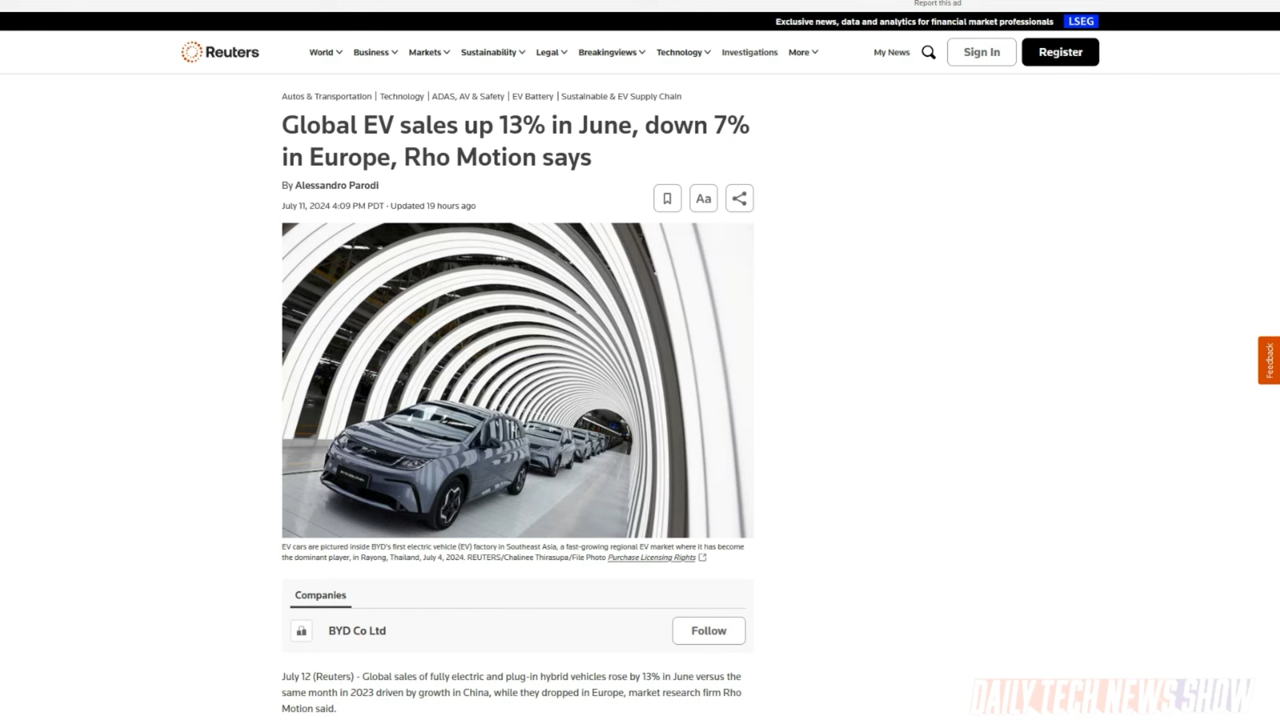 Report this ad
Exclusive news, data and analytics for financial market professionals LSEG
Reuters World Business Markets Sustainability Legal Breakingviews Technology Investigations More My News Sign In Register
Autos & Transportation | Technology | ADAS, AV & Safety | EV Battery | Sustainable & EV Supply Chain
Global EV sales up 13% in June, down 7%
in Europe, Rho Motion says
By Alessandro Parodi
July 11, 2024 4:09 PM PDT · Updated 19 hours ago
Aa
Feedback
EV cars are pictured inside BYD's first electric vehicle (EV) factory in Southeast Asia, a fast-growing regional EV market where it has become
the dominant player, in Rayong, Thailand, July 4, 2024. REUTERS/Chalinee Thirasupa/File Photo Purchase Licensing Rights
Companies
BYD Co Ltd Follow
July 12 (Reuters) - Global sales of fully electric and plug-in hybrid vehicles rose by 13% in June versus the
same month in 2023 driven by growth in China, while they dropped in Europe, market research firm Rho
Motion said.
DAILY TECH NEWS SHOW